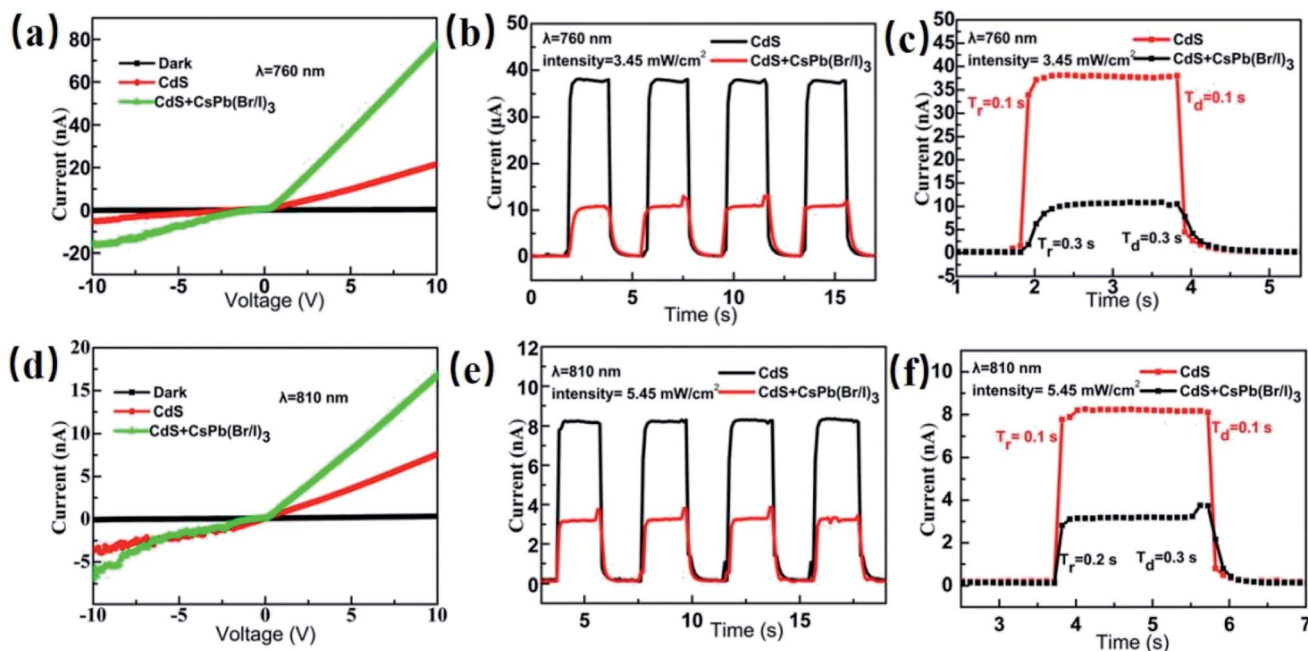 (a)
Current (nA)
80
60
40
20
0
-20
Dark
CdS
CdS+CsPb(Br/I)3
λ=760 nm
-10
-5
0
5
10
Voltage (V)
(b)
Current (μA)
50
40
30
20
10
0
λ=760 nm
intensity=3.45 mW/cm2
CdS
CdS+CsPb(Br/I)3
0
5
10
15
Time (s)
(c)
Current (nA)
50
45
40
35
30
25
20
15
10
5
0
5
λ=760 nm
intensity=3.45 mW/cm2
CdS
CdS+CsPb(Br/I)3
Tr=0.1 s
Td=0.1 s
Tr=0.3 s
Td=0.3 s
1
2
3
4
5
Time (s)
(d)
Current (nA)
20
15
10
5
0
-5
Dark
CdS
CdS+CsPb(Br/I)3
λ=810 nm
-10
-5
0
5
10
Voltage (V)
(e)
Current (nA)
12
10
8
6
4
2
0
λ=810 nm
intensity= 5.45 mW/cm2
CdS
CdS+CsPb(Br/I)3
5
10
15
Time (s)
(f)
Current (nA)
10
8
6
4
2
0
λ=810 nm
intensity= 5.45 mW/cm2
CdS
CdS+CsPb(Br/I)3
Tr= 0.1 s
Td=0.1 s
Tr=0.2 s
Td=0.3 s
3
4
5
6
7
Time (s)